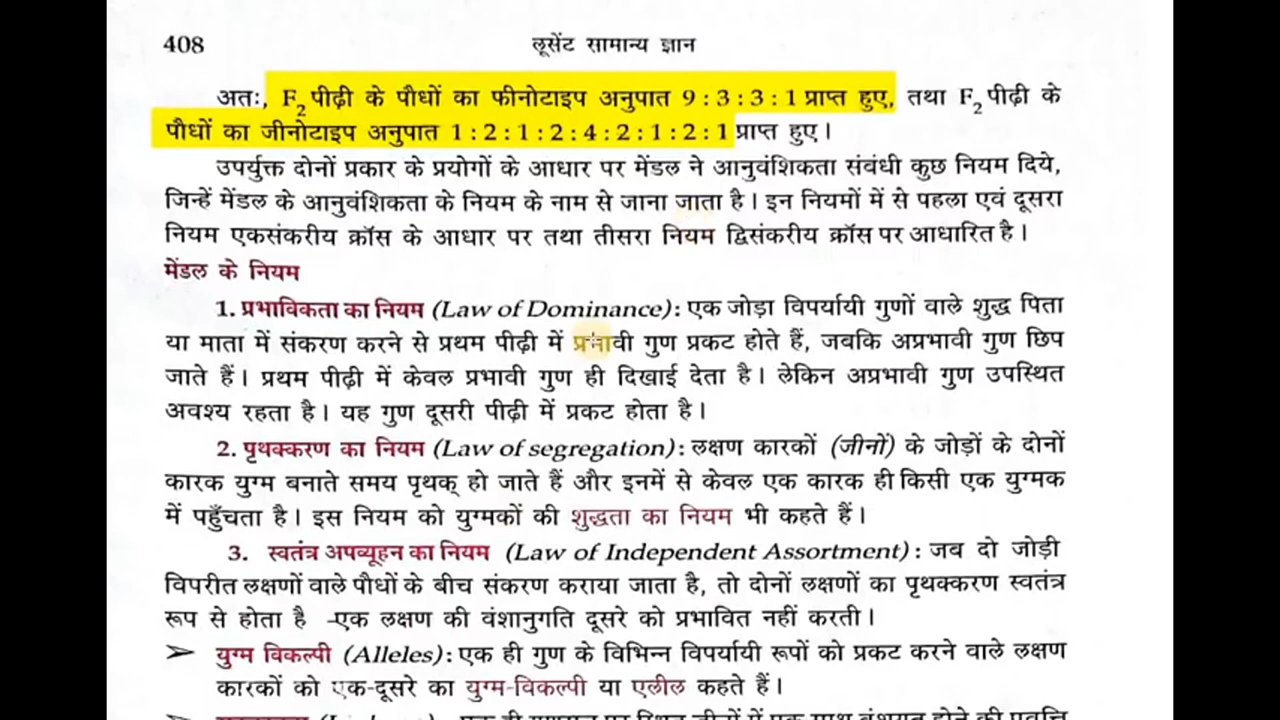 408
लूसेंट सामान्य ज्ञान
अतः, F2 पीढ़ी के पौधों का फीनोटाइप अनुपात 9 : 3 : 3 : 1 प्राप्त हुए, तथा F2 पीढ़ी के
पौधों का जीनोटाइप अनुपात 1 : 2 : 1 : 2 : 4 : 2 : 1 : 2 : 1 प्राप्त हुए।
उपर्युक्त दोनों प्रकार के प्रयोगों के आधार पर मेंडल ने आनुवंशिकता संबंधी कुछ नियम दिये,
जिन्हें मेंडल के आनुवंशिकता के नियम के नाम से जाना जाता है। इन नियमों में से पहला एवं दूसरा
नियम एकसंकरीय क्रॉस के आधार पर तथा तीसरा नियम द्विसंकरीय क्रॉस पर आधारित है।
मेंडल के नियम
1. प्रभाविकता का नियम (Law of Dominance) : एक जोड़ा विपर्यायी गुणों वाले शुद्ध पिता
या माता में संकरण करने से प्रथम पीढ़ी में प्रभावी गुण प्रकट होते हैं, जबकि अप्रभावी गुण छिप
जाते हैं। प्रथम पीढ़ी में केवल प्रभावी गुण ही दिखाई देता है। लेकिन अप्रभावी गुण उपस्थित
अवश्य रहता है। यह गुण दूसरी पीढ़ी में प्रकट होता है।
2. पृथक्करण का नियम (Law of segregation) : लक्षण कारकों (जीनों) के जोड़ों के दोनों
कारक युग्म बनाते समय पृथक् हो जाते हैं और इनमें से केवल एक कारक ही किसी एक युग्मक
में पहुँचता है। इस नियम को युग्मकों की शुद्धता का नियम भी कहते हैं।
3. स्वतंत्र अपव्यूहन का नियम (Law of Independent Assortment) : जब दो जोड़ी
विपरीत लक्षणों वाले पौधों के बीच संकरण कराया जाता है, तो दोनों लक्षणों का पृथक्करण स्वतंत्र
रूप से होता है -एक लक्षण की वंशानुगति दूसरे को प्रभावित नहीं करती।
➢ युग्म विकल्पी (Alleles) : एक ही गुण के विभिन्न विपर्यायी रूपों को प्रकट करने वाले लक्षण
कारकों को एक-दूसरे का युग्म-विकल्पी या एलील कहते हैं।